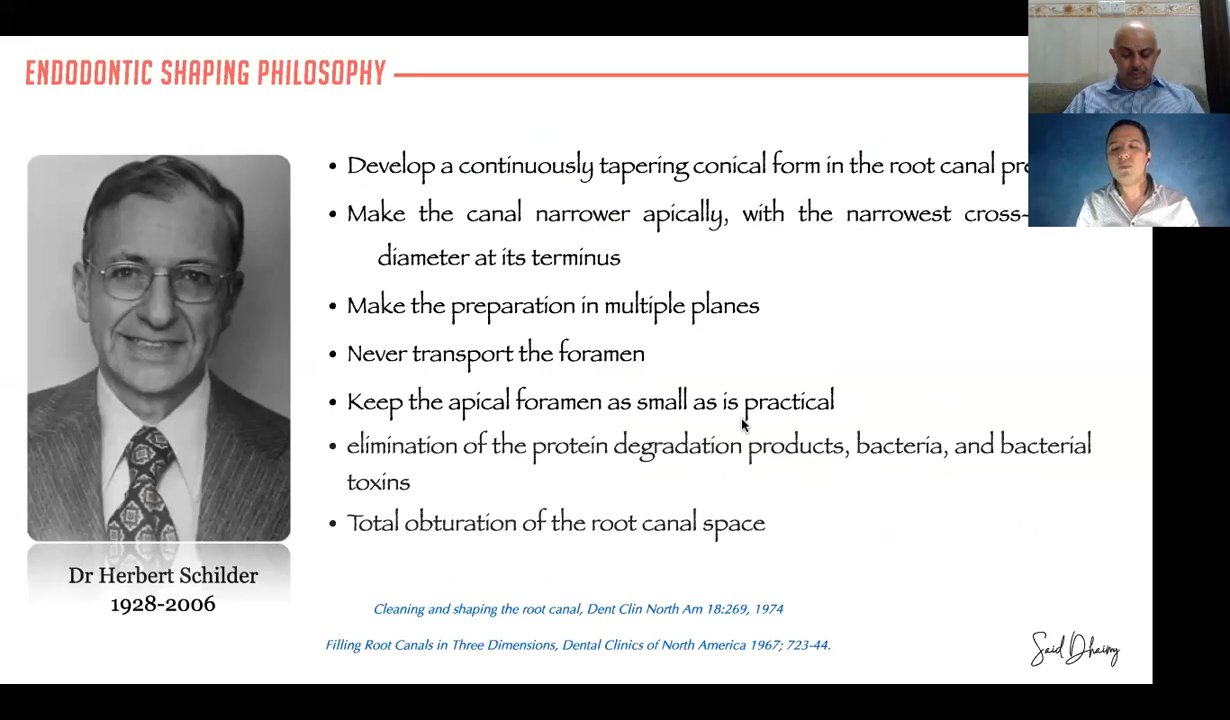 ENDODONTIC SHAPING PHILOSOPHY
• Develop a continuously tapering conical form in the root canal
• Make the canal narrower apically, with the narrowest cross-
diameter at its terminus
• Make the preparation in multiple planes
• Never transport the foramen
• Keep the apical foramen as small as is practical
• elimination of the protein degradation products, bacteria, and bacterial
toxins
• Total obturation of the root canal space
Dr Herbert Schilder
1928-2006
Cleaning and shaping the root canal, Dent Clin North Am 18:269, 1974
Filling Root Canals in Three Dimensions, Dental Clinics of North America 1967; 723-44.
Said Dhaimy